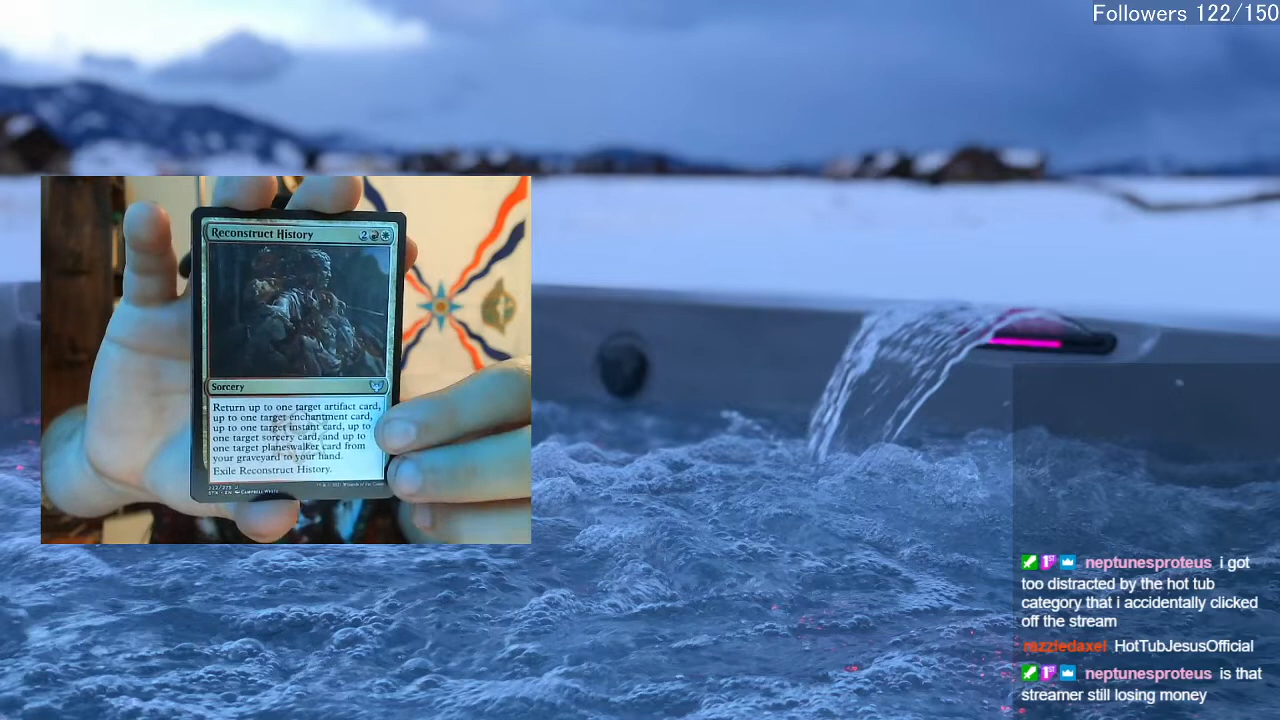 Followers 122/150
Reconstruct History
2
Sorcery
Return up to one target artifact card,
up to one target enchantment card,
up to one target instant card, up to
one target sorcery card, and up to
one target planeswalker card from
your graveyard to your hand.
Exile Reconstruct History.
neptunesproteus i got
too distracted by the hot tub
category that i accidentally clicked
off the stream
razzledaxel HotTubJesusOfficial
neptunesproteus is that
streamer still losing money